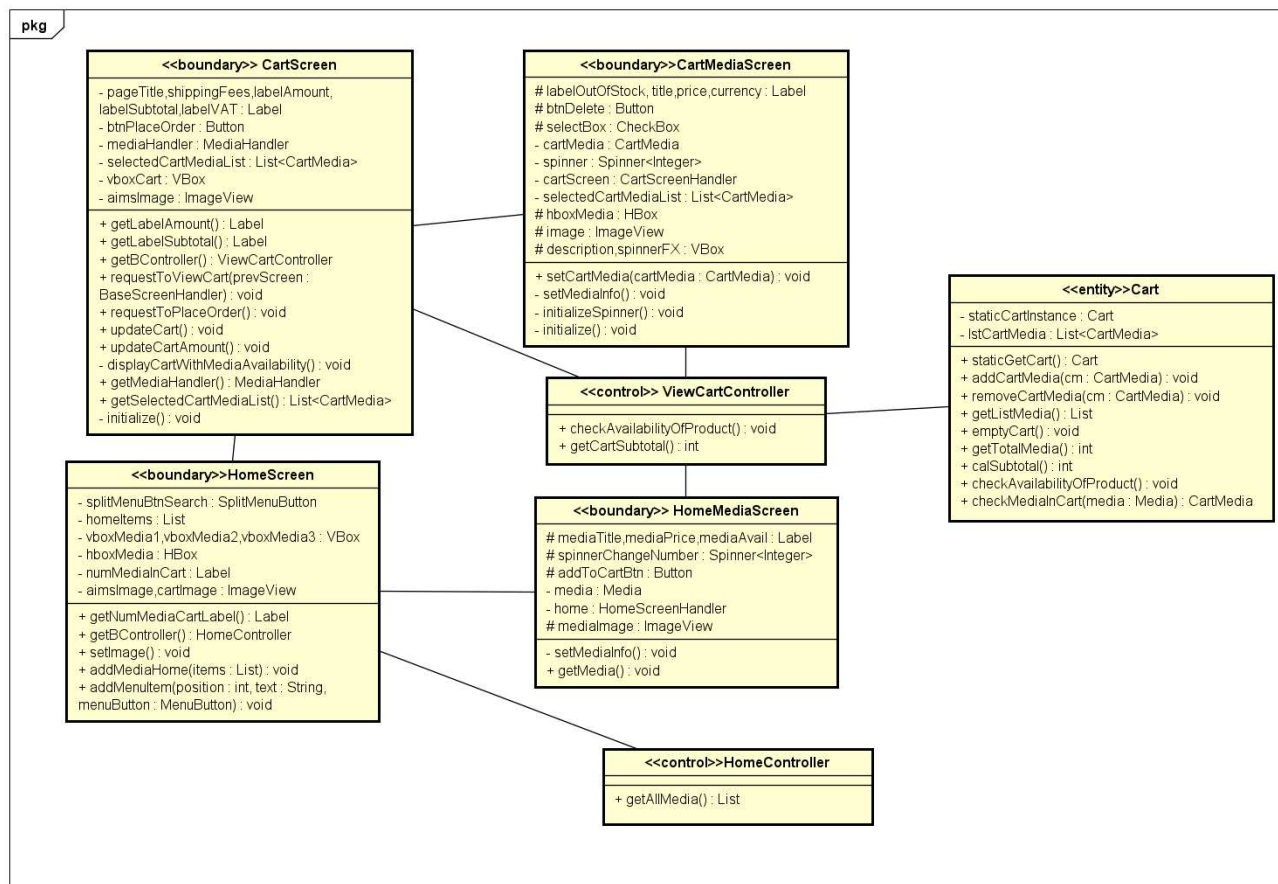 pkg
<<boundary>> CartScreen
- pageTitle,shippingFees,labelAmount,
labelSubtotal,labelVAT : Label
- btnPlaceOrder : Button
- mediaHandler : MediaHandler
- selectedCartMediaList : List<CartMedia>
- vboxCart : VBox
- aimsImage : ImageView
+ getLabelAmount() : Label
+ getLabelSubtotal() : Label
+ getBController() : ViewCartController
+ requestToViewCart(prevScreen :
BaseScreenHandler) : void
+ requestToPlaceOrder() : void
+ updateCart() : void
+ updateCartAmount() : void
- displayCartWithMediaAvailability() : void
+ getMediaHandler() : MediaHandler
+ getSelectedCartMediaList() : List<CartMedia>
- initialize() : void
<<boundary>>CartMediaScreen
# labelOutOfStock, title,price,currency : Label
# btnDelete : Button
# selectBox : CheckBox
- cartMedia : CartMedia
- spinner : Spinner<Integer>
- cartScreen : CartScreenHandler
- selectedCartMediaList : List<CartMedia>
# hboxMedia : HBox
# image : ImageView
# description,spinnerFX : VBox
+ setCartMedia(cartMedia : CartMedia) : void
- setMediaInfo() : void
- initializeSpinner() : void
- initialize() : void
<<entity>>Cart
- staticCartInstance : Cart
- lstCartMedia : List<CartMedia>
+ staticGetCart() : Cart
+ addCartMedia(cm : CartMedia) : void
+ removeCartMedia(cm : CartMedia) : void
+ getListMedia() : List
+ emptyCart() : void
+ getTotalMedia() : int
+ calSubtotal() : int
+ checkAvailabilityOfProduct() : void
+ checkMediaInCart(media : Media) : CartMedia
<<control>> ViewCartController
+ checkAvailabilityOfProduct() : void
+ getCartSubtotal() : int
<<boundary>>HomeScreen
- splitMenuBtnSearch : SplitMenuButton
- homeItems : List
- vboxMedia1,vboxMedia2,vboxMedia3 : VBox
- hboxMedia : HBox
- numMediaInCart : Label
- aimsImage,cartImage : ImageView
+ getNumMediaCartLabel() : Label
+ getBController() : HomeController
+ setImage() : void
+ addMediaHome(items : List) : void
+ addMenuItem(position : int, text : String,
menuButton : MenuButton) : void
<<boundary>> HomeMediaScreen
# mediaTitle,mediaPrice,mediaAvail : Label
# spinnerChangeNumber : Spinner<Integer>
# addToCartBtn : Button
- media : Media
- home : HomeScreenHandler
# mediaImage : ImageView
- setMediaInfo() : void
+ getMedia() : void
<<control>>HomeController
+ getAllMedia() : List